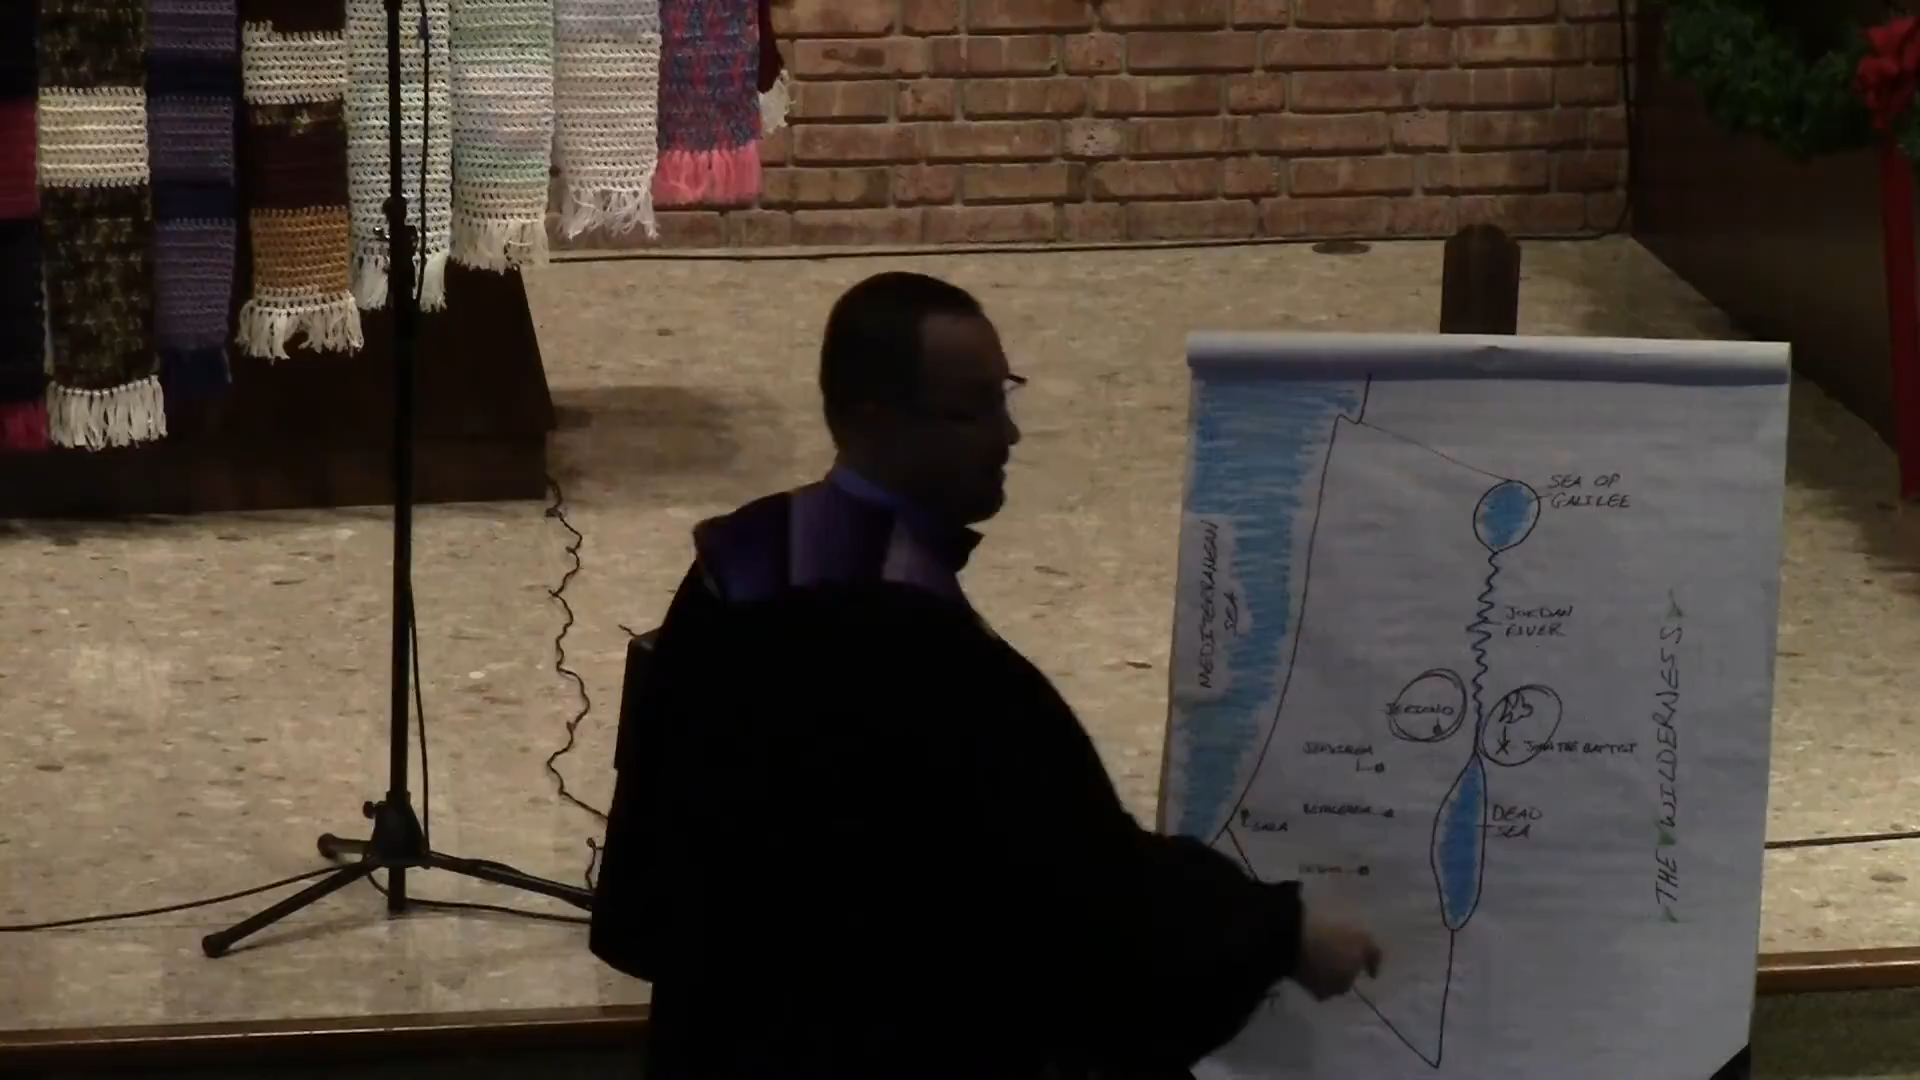 SEA OF
GALILEE
MEDITERRANEAN
SEA
JORDAN
RIVER
JERICHO
JOHN THE BAPTIST
JERUSALEM
BETHLEHEM
GAZA
DEAD
SEA
THE WILDERNESS